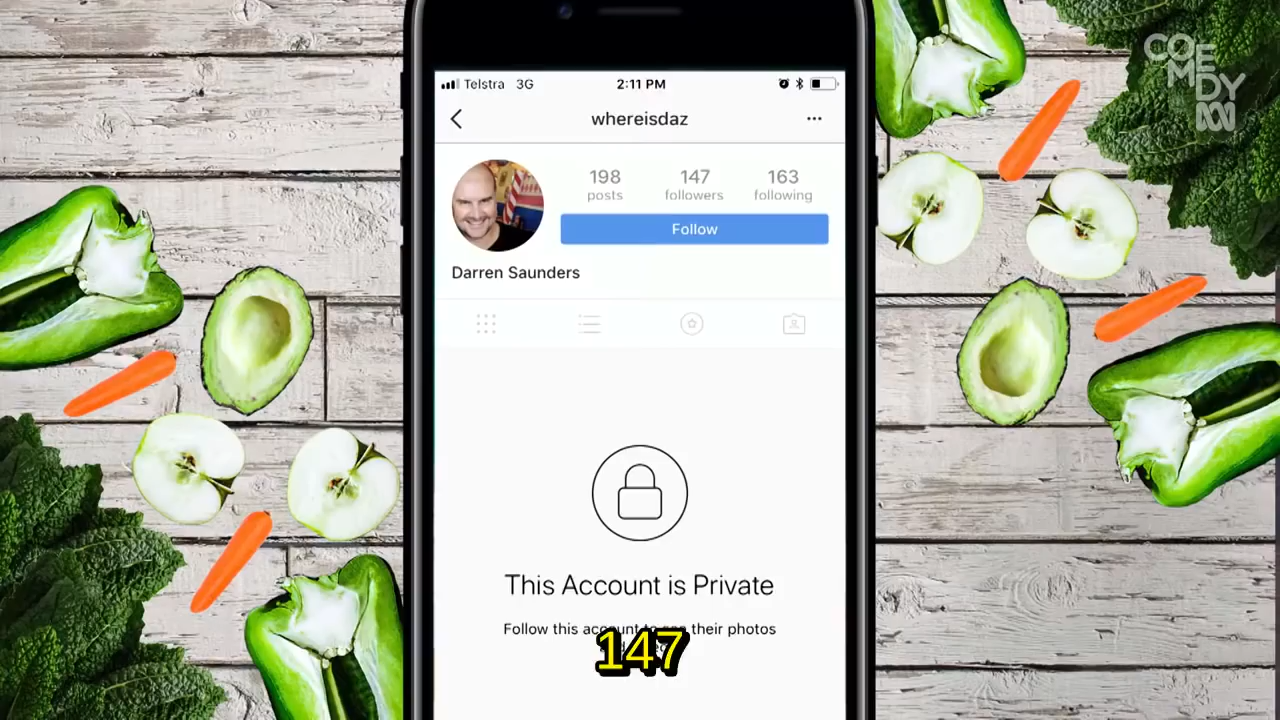 COEMDY
Telstra 3G 2:11 PM
whereisdaz
198 147 163
posts followers following
Follow
Darren Saunders
This Account is Private
Follow this account to see their photos
147